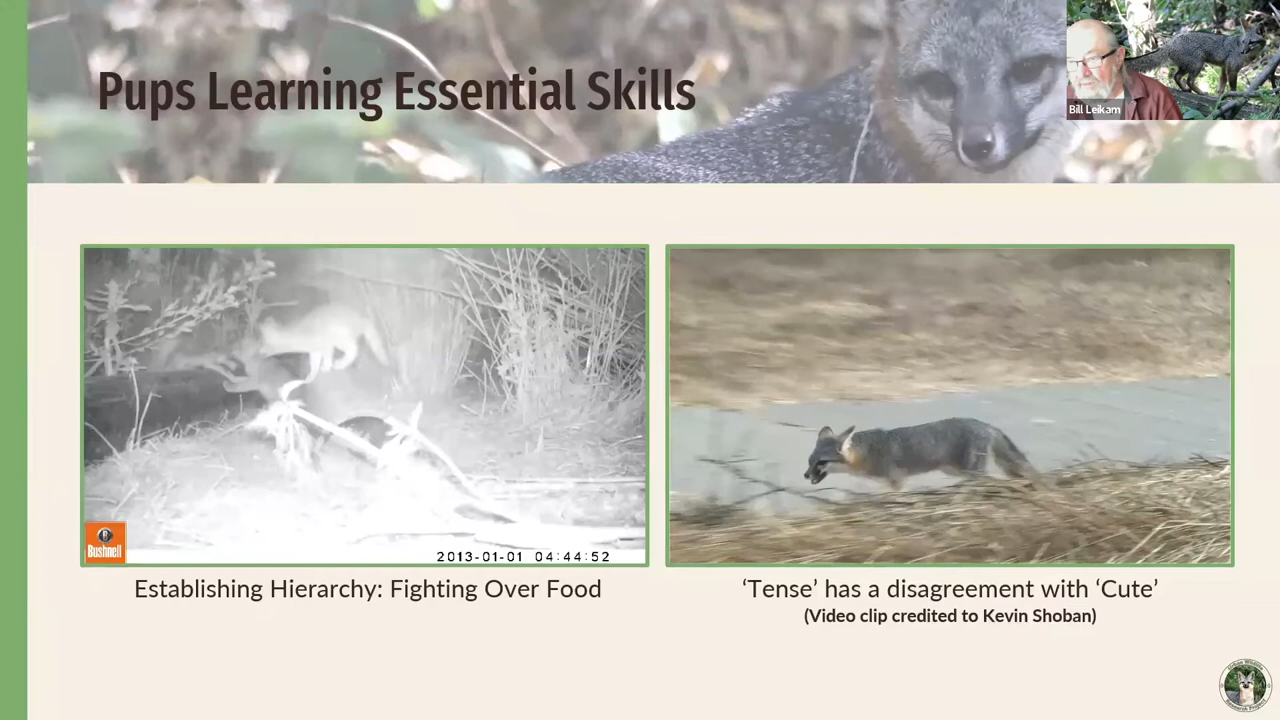 Pups Learning Essential Skills
Bill Leikam
Bushnell
2013-01-01 04:44:52
Establishing Hierarchy: Fighting Over Food
‘Tense’ has a disagreement with ‘Cute’
(Video clip credited to Kevin Shoban)